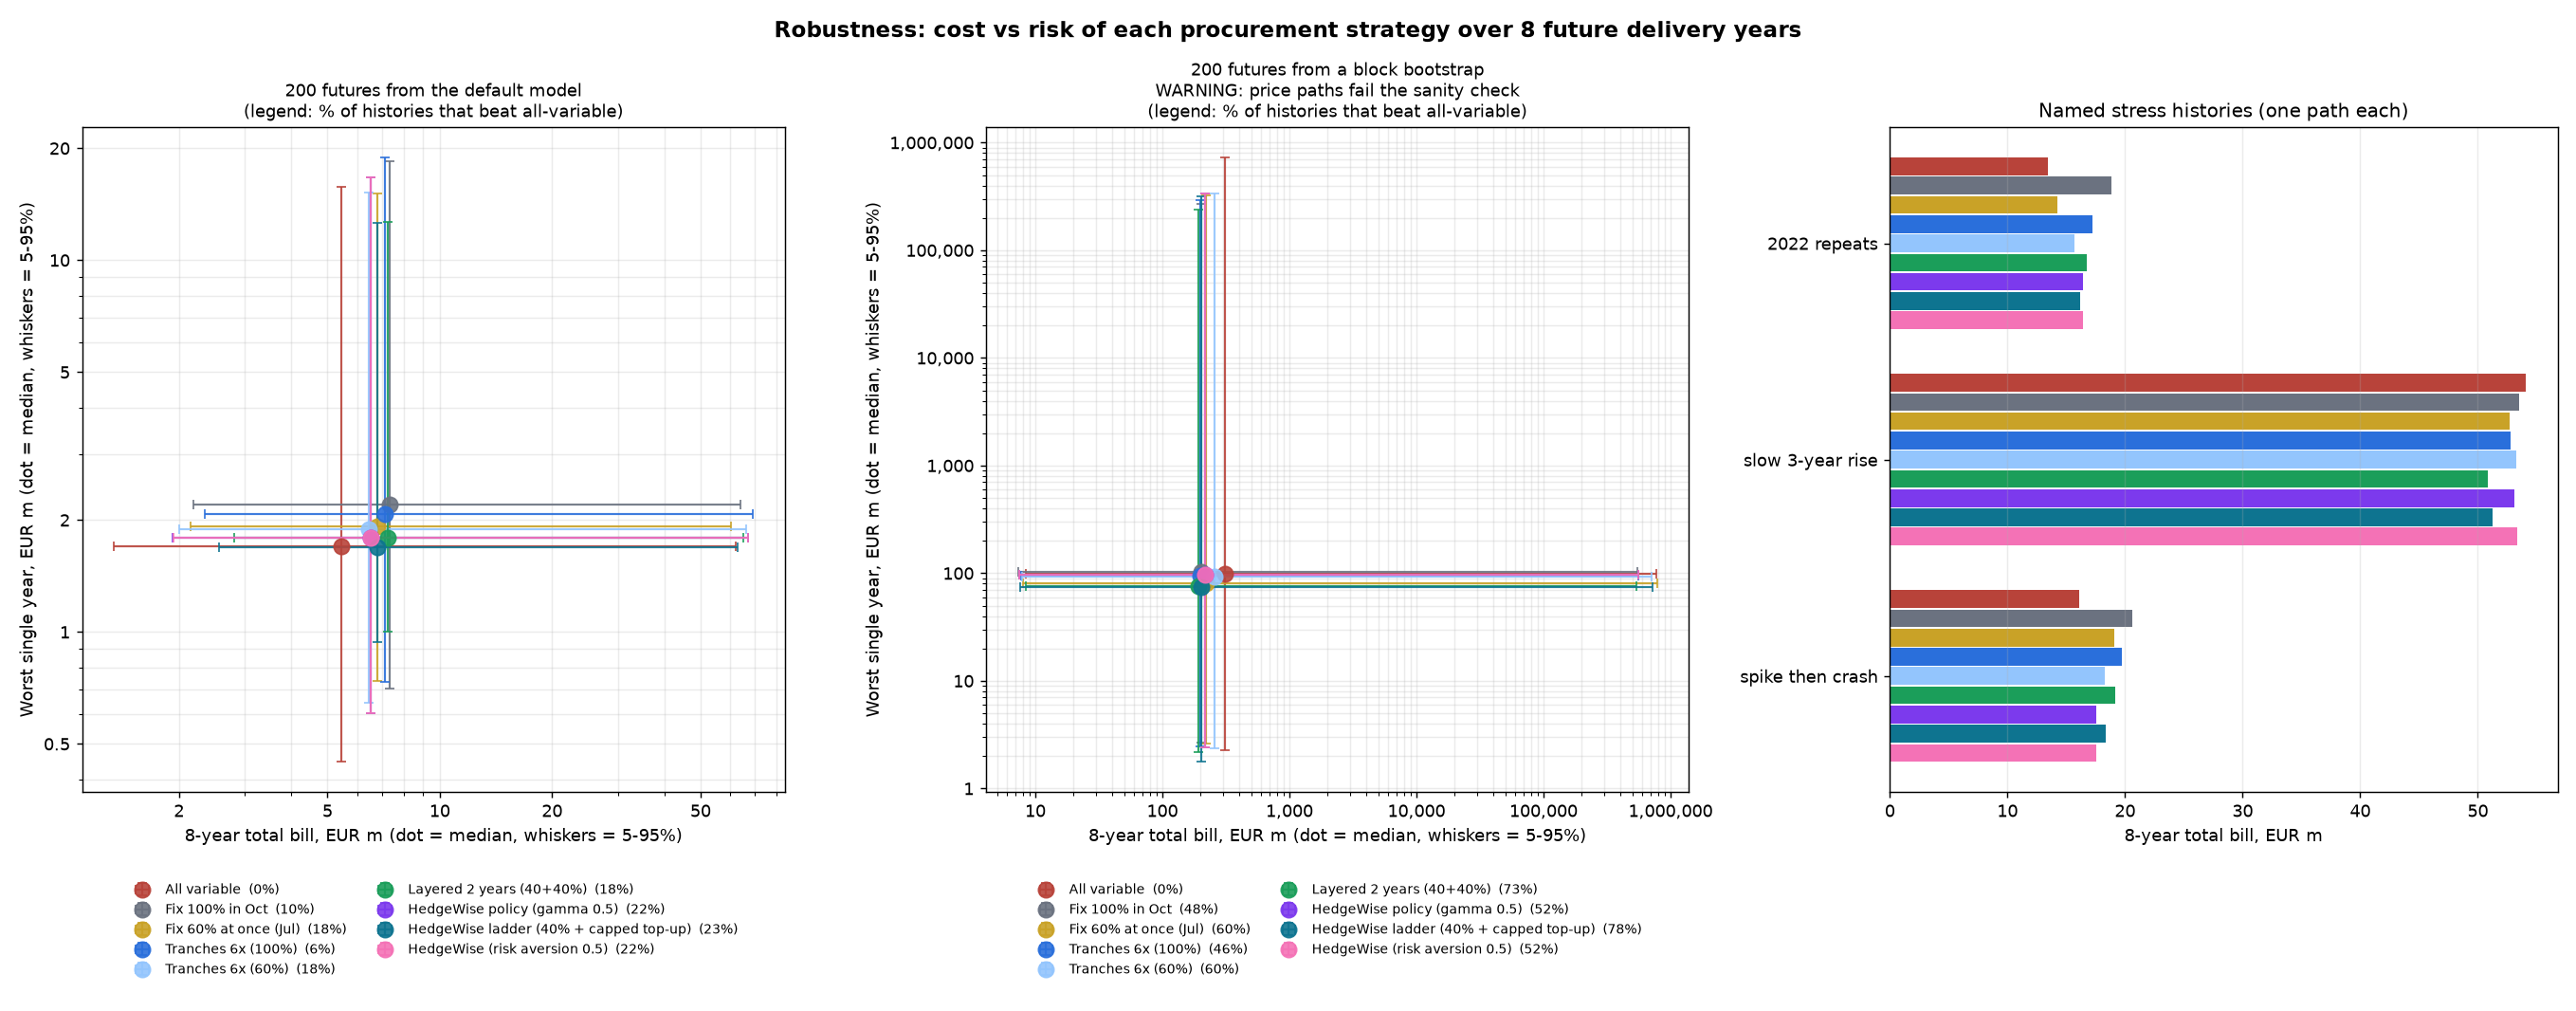 Robustness: cost vs risk of each procurement strategy over 8 future delivery years
200 futures from the default model
(legend: % of histories that beat all-variable)
20
10
5
2
1
0.5
Worst single year, EUR m (dot = median, whiskers = 5-95%)
2
5
10
20
50
8-year total bill, EUR m (dot = median, whiskers = 5-95%)
All variable (0%)
Fix 100% in Oct (10%)
Fix 60% at once (Jul) (18%)
Tranches 6x (100%) (6%)
Tranches 6x (60%) (18%)
Layered 2 years (40+40%) (18%)
HedgeWise policy (gamma 0.5) (22%)
HedgeWise ladder (40% + capped top-up) (23%)
HedgeWise (risk aversion 0.5) (22%)
200 futures from a block bootstrap
WARNING: price paths fail the sanity check
(legend: % of histories that beat all-variable)
1,000,000
100,000
10,000
1,000
100
10
1
Worst single year, EUR m (dot = median, whiskers = 5-95%)
10
100
1,000
10,000
100,000
1,000,000
8-year total bill, EUR m (dot = median, whiskers = 5-95%)
All variable (0%)
Fix 100% in Oct (48%)
Fix 60% at once (Jul) (60%)
Tranches 6x (100%) (46%)
Tranches 6x (60%) (60%)
Layered 2 years (40+40%) (73%)
HedgeWise policy (gamma 0.5) (52%)
HedgeWise ladder (40% + capped top-up) (78%)
HedgeWise (risk aversion 0.5) (52%)
Named stress histories (one path each)
2022 repeats
slow 3-year rise
spike then crash
0
10
20
30
40
50
8-year total bill, EUR m